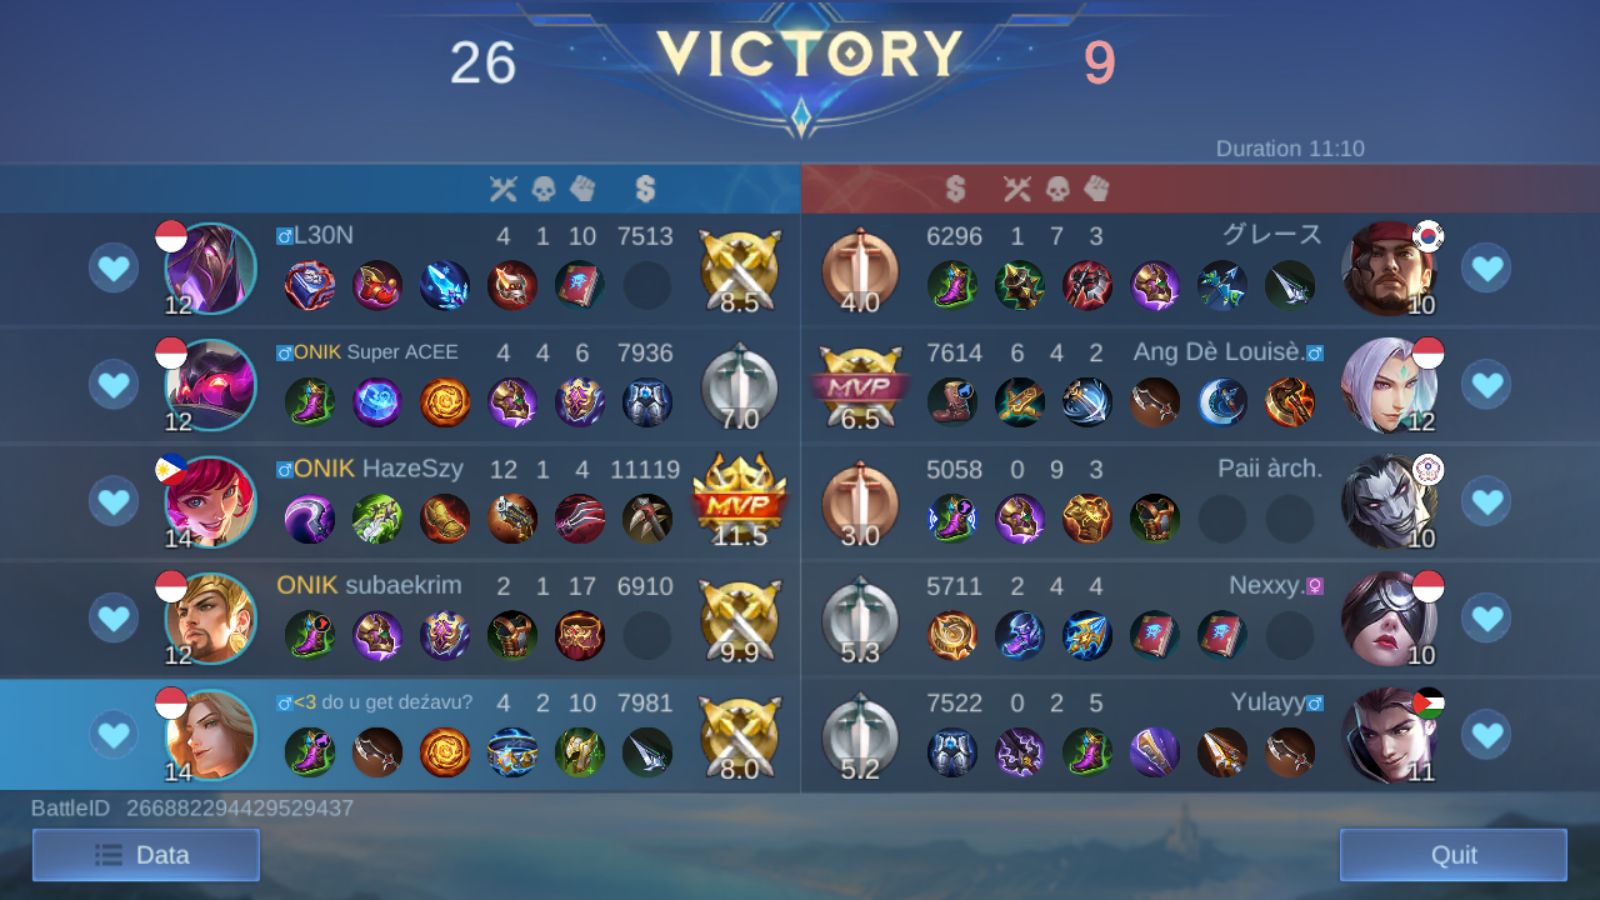 26 VICTORY 9
Duration 11:10
L30N 4 1 10 7513 8.5
12
4.0 6296 1 7 3 グレース
10
ONIK Super ACEE 4 4 6 7936 7.0
12
MVP 6.5 7614 6 4 2 Ang Dè Louisè.
12
ONIK HazeSzy 12 1 4 11119 MVP 11.5
14
3.0 5058 0 9 3 Paii àrch.
10
ONIK subaekrim 2 1 17 6910 9.9
12
5.3 5711 2 4 4 Nexxy.
10
<3 do u get deźavu? 4 2 10 7981 8.0
14
5.2 7522 0 2 5 Yulayy
11
BattleID 266882294429529437
Data
Quit